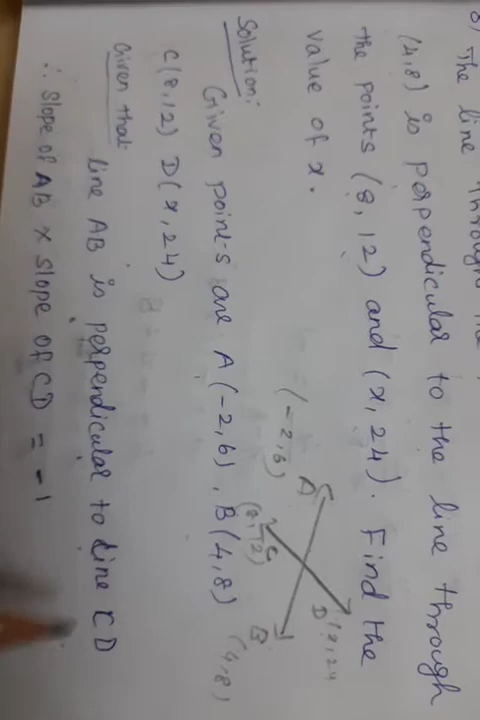 8) The line through the
(4,8) is perpendicular to the line through
the points (8, 12) and (x, 24). Find the
value of x.
Solution:
Given points are A(-2,6), B(4,8)
C(8,12) D(x,24)
Given that
line AB is perpendicular to Line CD
∴ slope of AB × slope of CD = -1
(-2,6)
A
(8,12)
C
D
B
(4,8)